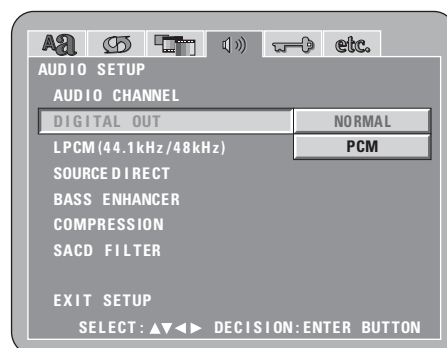 Aa etc.
AUDIO SETUP
AUDIO CHANNEL
DIGITAL OUT NORMAL
LPCM(44.1kHz/48kHz) PCM
SOURCE DIRECT
BASS ENHANCER
COMPRESSION
SACD FILTER
EXIT SETUP
SELECT:▲▼◀▶ DECISION:ENTER BUTTON